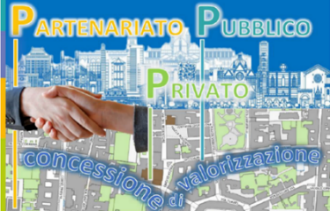 PARTENARIATO PUBBLICO
PRIVATO
concessione di valorizzazione